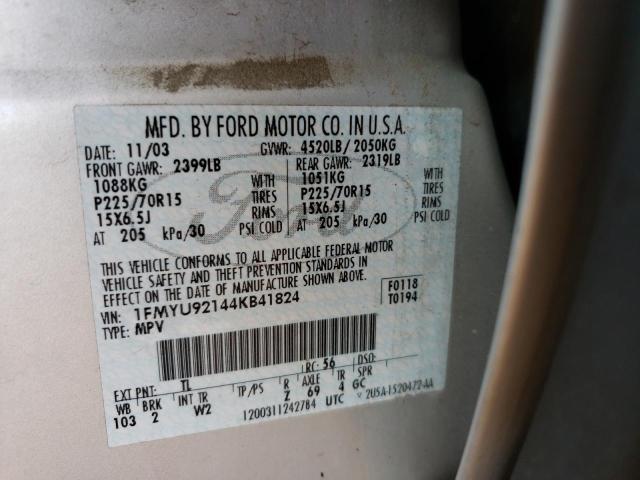 MFD. BY FORD MOTOR CO. IN U.S.A.
DATE: 11/03 GVWR: 4520LB/ 2050KG
FRONT GAWR: 2399LB REAR GAWR: 2319LB
1088KG WITH 1051KG WITH
P225/70R15 TIRES P225/70R15 TIRES
15X6.5J RIMS 15X6.5J RIMS
AT 205 kPa/30 PSI COLD AT 205 kPa/30 PSI COLD
Ford
THIS VEHICLE CONFORMS TO ALL APPLICABLE FEDERAL MOTOR
VEHICLE SAFETY AND THEFT PREVENTION STANDARDS IN
EFFECT ON THE DATE OF MANUFACTURE SHOWN ABOVE.
VIN: 1FMYU92144KB41824 F0118
TYPE: MPV T0194
RC: 56 DSO:
EXT PNT: TL
WB BRK INT TR TP/PS R AXLE TR SPR
103 2 W2 Z 69 4 GC
1200311242784 UTC 2U5A-1520472-AA